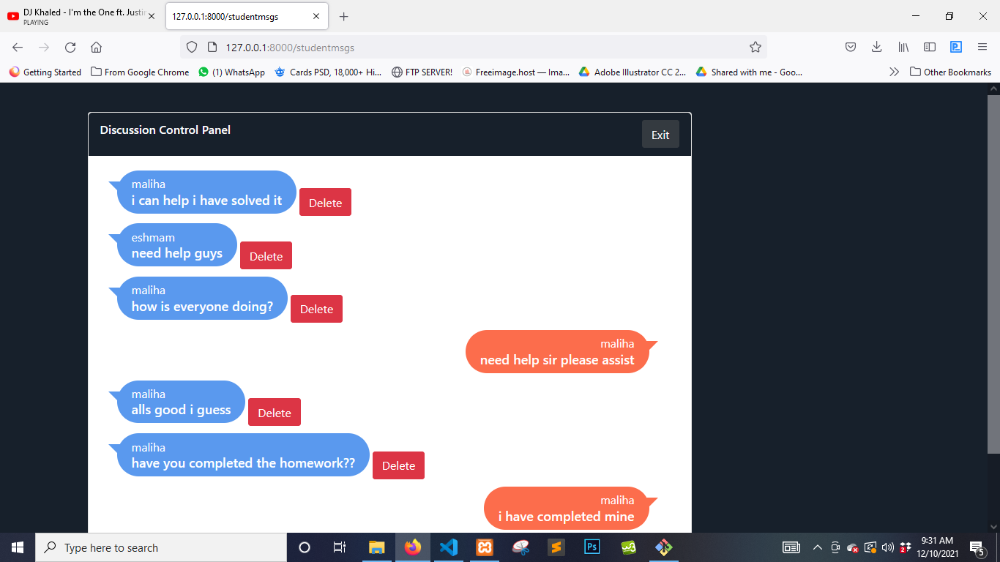 DJ Khaled - I'm the One ft. Justin
PLAYING
127.0.0.1:8000/studentmsgs
127.0.0.1:8000/studentmsgs
Getting Started
From Google Chrome
(1) WhatsApp
Cards PSD, 18,000+ Hi...
FTP SERVER!
Freeimage.host — Ima...
Adobe Illustrator CC 2...
Shared with me - Goo...
Other Bookmarks
Discussion Control Panel
Exit
maliha
i can help i have solved it
Delete
eshmam
need help guys
Delete
maliha
how is everyone doing?
Delete
maliha
need help sir please assist
maliha
alls good i guess
Delete
maliha
have you completed the homework??
Delete
maliha
i have completed mine
Type here to search
Ps
9:31 AM
12/10/2021
5